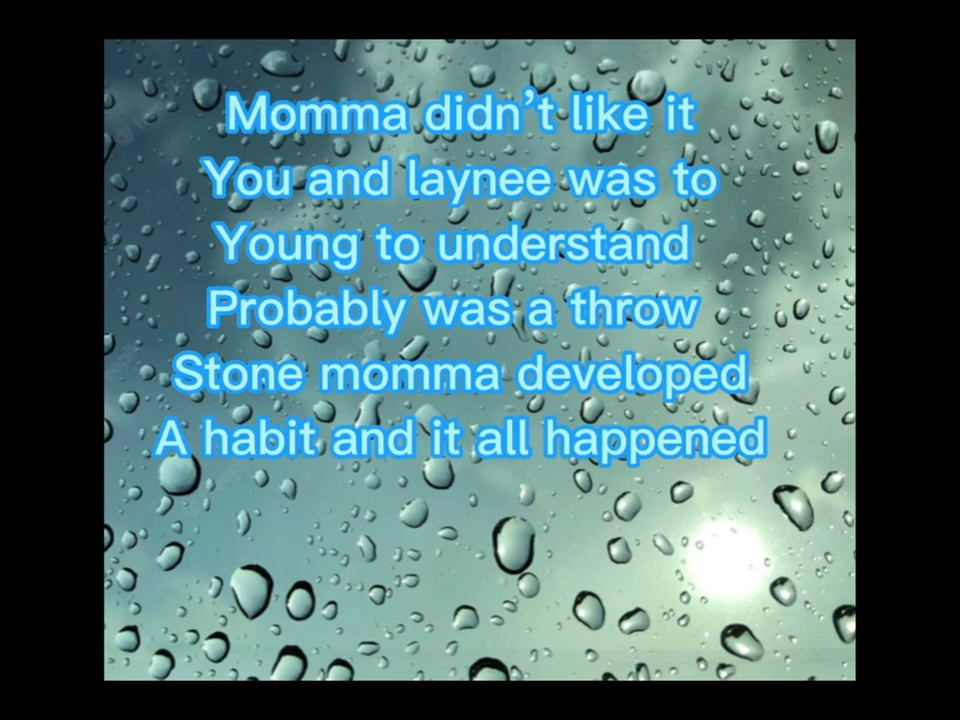 Momma didn’t like it
You and laynee was to
Young to understand
Probably was a throw
Stone momma developed
A habit and it all happened